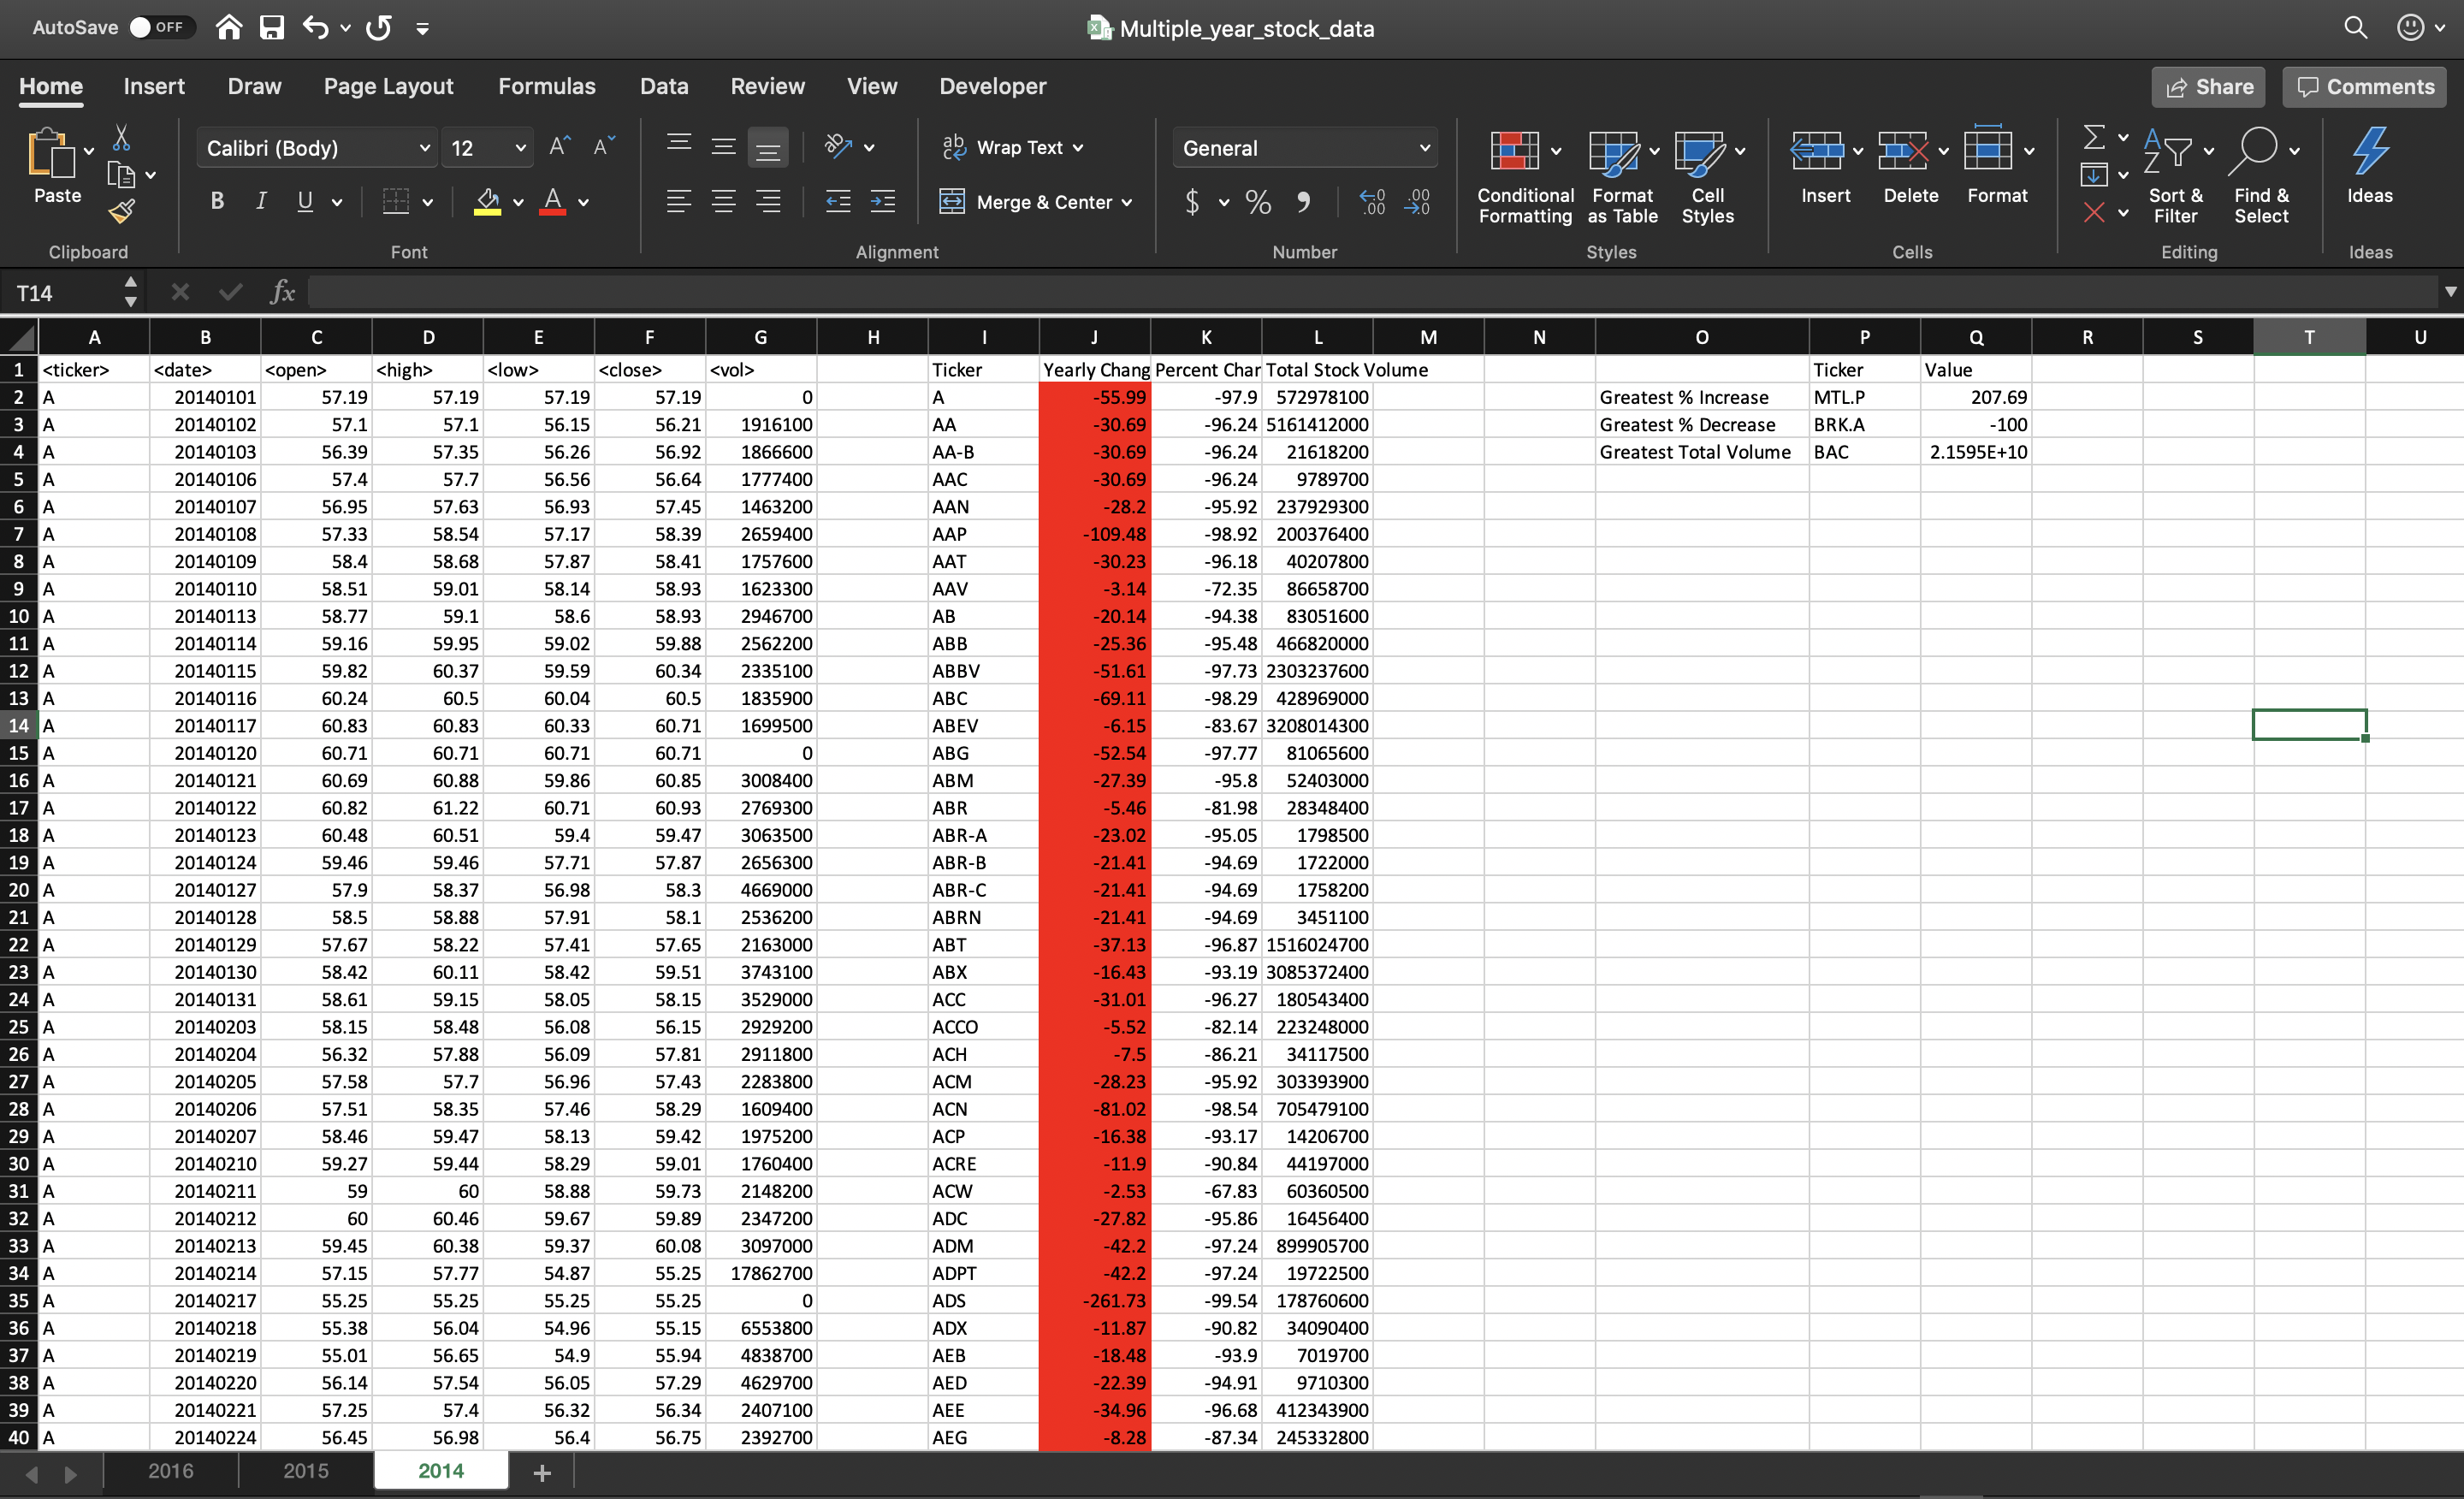 AutoSave OFF Multiple_year_stock_data
Home Insert Draw Page Layout Formulas Data Review View Developer Share Comments
Paste Calibri (Body) 12 A A ab Wrap Text General Conditional Formatting Format as Table Cell Styles Insert Delete Format Sort & Filter Find & Select Ideas
B I U A Merge & Center $ % 9 .00 .0
Clipboard Font Alignment Number Styles Cells Editing Ideas
T14 fx
A B C D E F G H I J K L M N O P Q R S T U
1 <ticker> <date> <open> <high> <low> <close> <vol> Ticker Yearly Chang Percent Char Total Stock Volume Ticker Value
2 A 20140101 57.19 57.19 57.19 57.19 0 A -55.99 -97.9 572978100 Greatest % Increase MTL.P 207.69
3 A 20140102 57.1 57.1 56.15 56.21 1916100 AA -30.69 -96.24 5161412000 Greatest % Decrease BRK.A -100
4 A 20140103 56.39 57.35 56.26 56.92 1866600 AA-B -30.69 -96.24 21618200 Greatest Total Volume BAC 2.1595E+10
5 A 20140106 57.4 57.7 56.56 56.64 1777400 AAC -30.69 -96.24 9789700
6 A 20140107 56.95 57.63 56.93 57.45 1463200 AAN -28.2 -95.92 237929300
7 A 20140108 57.33 58.54 57.17 58.39 2659400 AAP -109.48 -98.92 200376400
8 A 20140109 58.4 58.68 57.87 58.41 1757600 AAT -30.23 -96.18 40207800
9 A 20140110 58.51 59.01 58.14 58.93 1623300 AAV -3.14 -72.35 86658700
10 A 20140113 58.77 59.1 58.6 58.93 2946700 AB -20.14 -94.38 83051600
11 A 20140114 59.16 59.95 59.02 59.88 2562200 ABB -25.36 -95.48 466820000
12 A 20140115 59.82 60.37 59.59 60.34 2335100 ABBV -51.61 -97.73 2303237600
13 A 20140116 60.24 60.5 60.04 60.5 1835900 ABC -69.11 -98.29 428969000
14 A 20140117 60.83 60.83 60.33 60.71 1699500 ABEV -6.15 -83.67 3208014300
15 A 20140120 60.71 60.71 60.71 60.71 0 ABG -52.54 -97.77 81065600
16 A 20140121 60.69 60.88 59.86 60.85 3008400 ABM -27.39 -95.8 52403000
17 A 20140122 60.82 61.22 60.71 60.93 2769300 ABR -5.46 -81.98 28348400
18 A 20140123 60.48 60.51 59.4 59.47 3063500 ABR-A -23.02 -95.05 1798500
19 A 20140124 59.46 59.46 57.71 57.87 2656300 ABR-B -21.41 -94.69 1722000
20 A 20140127 57.9 58.37 56.98 58.3 4669000 ABR-C -21.41 -94.69 1758200
21 A 20140128 58.5 58.88 57.91 58.1 2536200 ABRN -21.41 -94.69 3451100
22 A 20140129 57.67 58.22 57.41 57.65 2163000 ABT -37.13 -96.87 1516024700
23 A 20140130 58.42 60.11 58.42 59.51 3743100 ABX -16.43 -93.19 3085372400
24 A 20140131 58.61 59.15 58.05 58.15 3529000 ACC -31.01 -96.27 180543400
25 A 20140203 58.15 58.48 56.08 56.15 2929200 ACCO -5.52 -82.14 223248000
26 A 20140204 56.32 57.88 56.09 57.81 2911800 ACH -7.5 -86.21 34117500
27 A 20140205 57.58 57.7 56.96 57.43 2283800 ACM -28.23 -95.92 303393900
28 A 20140206 57.51 58.35 57.46 58.29 1609400 ACN -81.02 -98.54 705479100
29 A 20140207 58.46 59.47 58.13 59.42 1975200 ACP -16.38 -93.17 14206700
30 A 20140210 59.27 59.44 58.29 59.01 1760400 ACRE -11.9 -90.84 44197000
31 A 20140211 59 60 58.88 59.73 2148200 ACW -2.53 -67.83 60360500
32 A 20140212 60 60.46 59.67 59.89 2347200 ADC -27.82 -95.86 16456400
33 A 20140213 59.45 60.38 59.37 60.08 3097000 ADM -42.2 -97.24 899905700
34 A 20140214 57.15 57.77 54.87 55.25 17862700 ADPT -42.2 -97.24 19722500
35 A 20140217 55.25 55.25 55.25 55.25 0 ADS -261.73 -99.54 178760600
36 A 20140218 55.38 56.04 54.96 55.15 6553800 ADX -11.87 -90.82 34090400
37 A 20140219 55.01 56.65 54.9 55.94 4838700 AEB -18.48 -93.9 7019700
38 A 20140220 56.14 57.54 56.05 57.29 4629700 AED -22.39 -94.91 9710300
39 A 20140221 57.25 57.4 56.32 56.34 2407100 AEE -34.96 -96.68 412343900
40 A 20140224 56.45 56.98 56.4 56.75 2392700 AEG -8.28 -87.34 245332800
2016 2015 2014 +